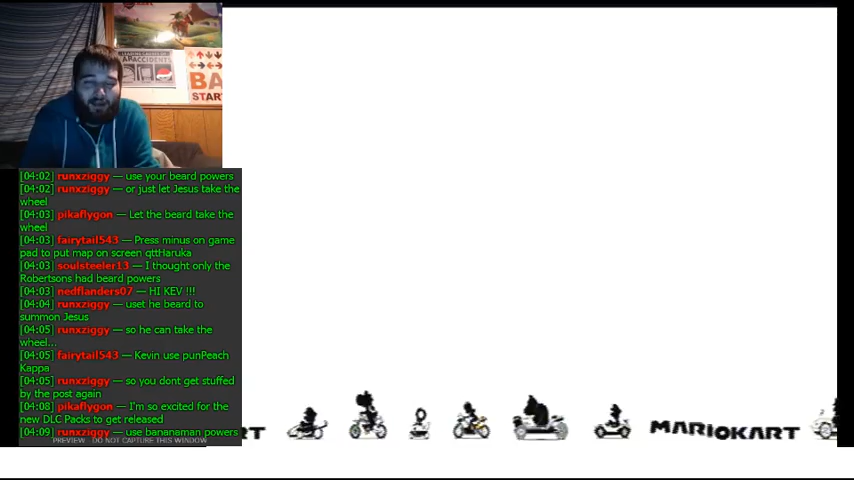 LEADING CAUSE OF
APACCIDENTS
BA
STAR
[04:02] runxziggy — use your beard powers
[04:02] runxziggy — or just let Jesus take the
wheel
[04:03] pikaflygon — Let the beard take the
wheel
[04:03] fairytail543 — Press minus on game
pad to put map on screen qttHaruka
[04:03] soulsteeler13 — I thought only the
Robertsons had beard powers
[04:03] nedflanders07 — HI KEV !!!
[04:04] runxziggy — uset he beard to
summon Jesus
[04:05] runxziggy — so he can take the
wheel...
[04:05] fairytail543 — Kevin use punPeach
Kappa
[04:05] runxziggy — so you dont get stuffed
by the post again
[04:08] pikaflygon — I'm so excited for the
new DLC Packs to get released
[04:09] runxziggy — use bananaman powers
PREVIEW - DO NOT CAPTURE THIS WINDOW
RT
MARIOKART